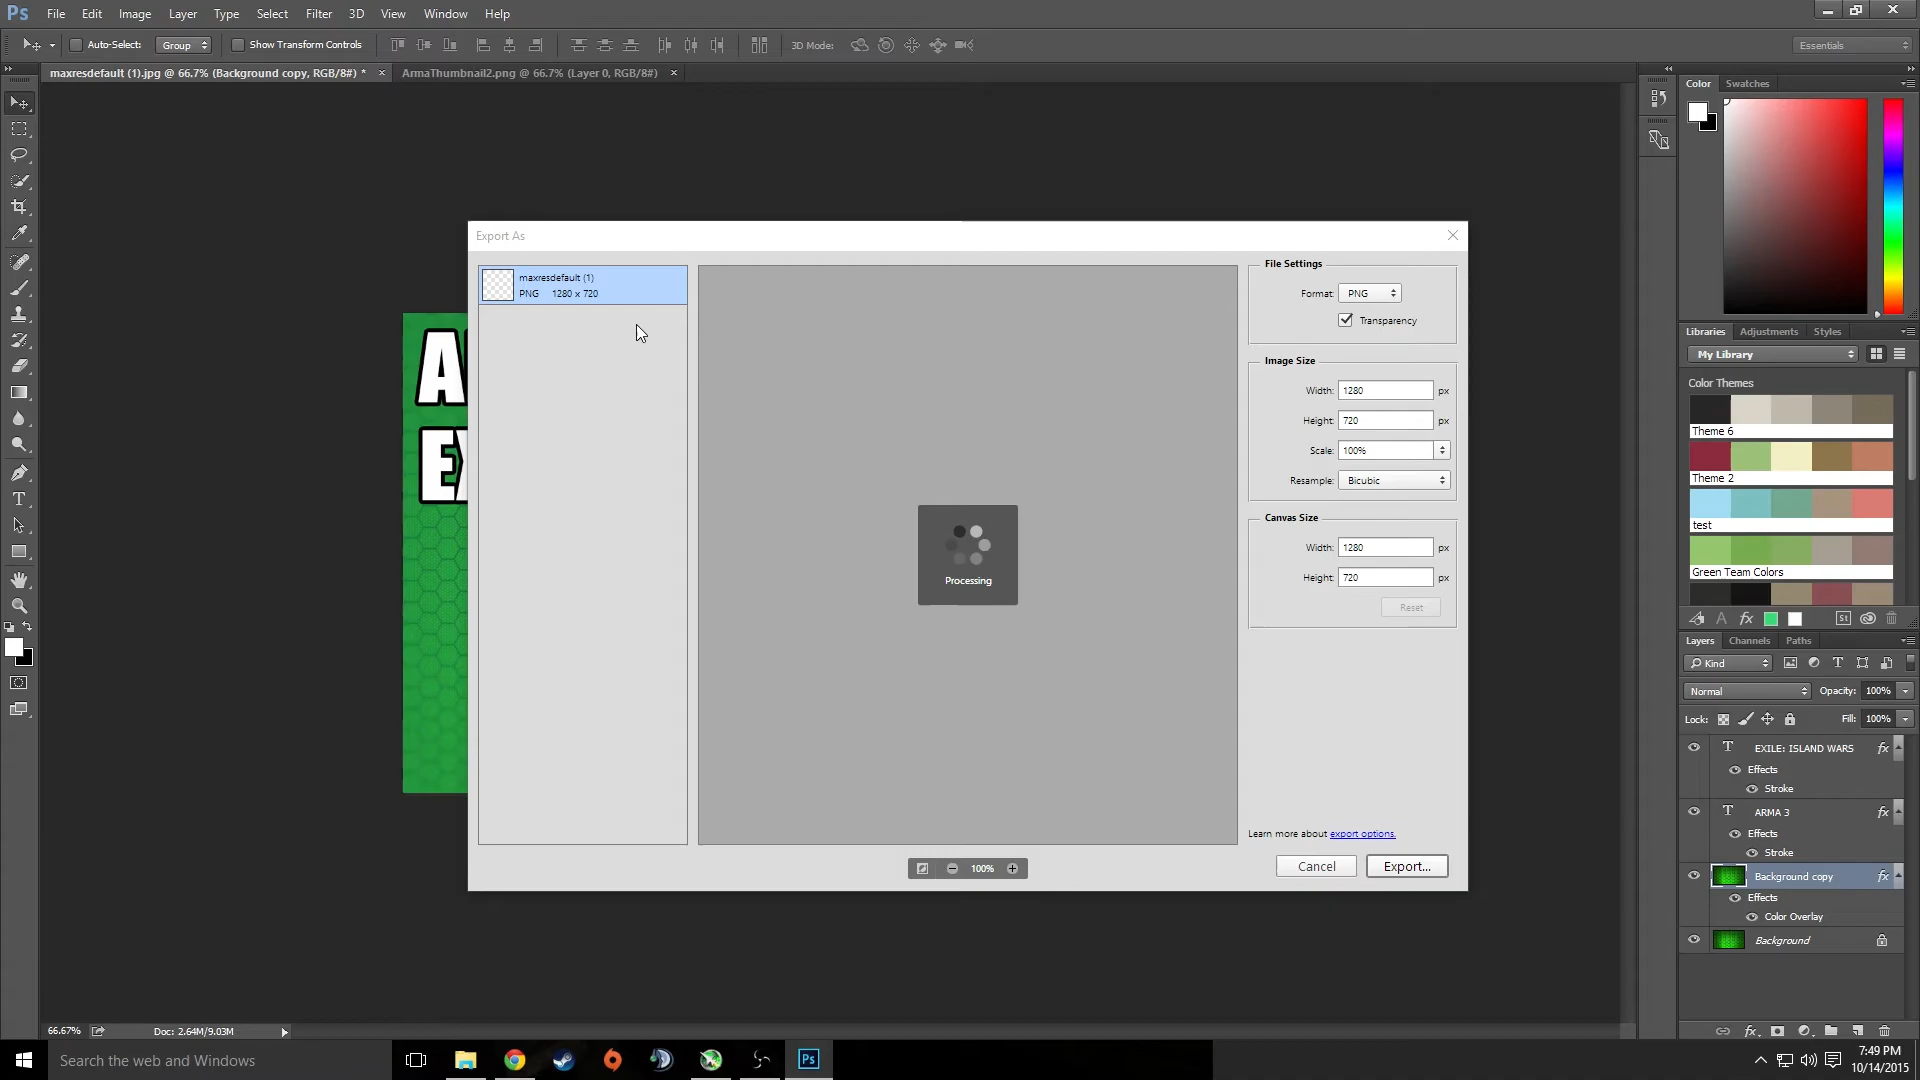 Ps File Edit Image Layer Type Select Filter 3D View Window Help
Auto-Select: Group Show Transform Controls 3D Mode: Essentials
maxresdefault (1).jpg @ 66.7% (Background copy, RGB/8#) * ArmaThumbnail2.png @ 66.7% (Layer 0, RGB/8#)
Color Swatches
Export As
maxresdefault (1)
PNG 1280 x 720
File Settings
Format: PNG
Transparency
Image Size
Width: 1280 px
Height: 720 px
Scale: 100%
Resample: Bicubic
Canvas Size
Width: 1280 px
Height: 720 px
Reset
Processing
Learn more about export options.
100%
Cancel Export...
A
E
Libraries Adjustments Styles
My Library
Color Themes
Theme 6
Theme 2
test
Green Team Colors
A fx St
Layers Channels Paths
Kind T
Normal Opacity: 100%
Lock: Fill: 100%
T EXILE: ISLAND WARS fx
Effects
Stroke
T ARMA 3 fx
Effects
Stroke
Background copy fx
Effects
Color Overlay
Background
fx
T
66.67% Doc: 2.64M/9.03M
Search the web and Windows
Ps
7:49 PM
10/14/2015